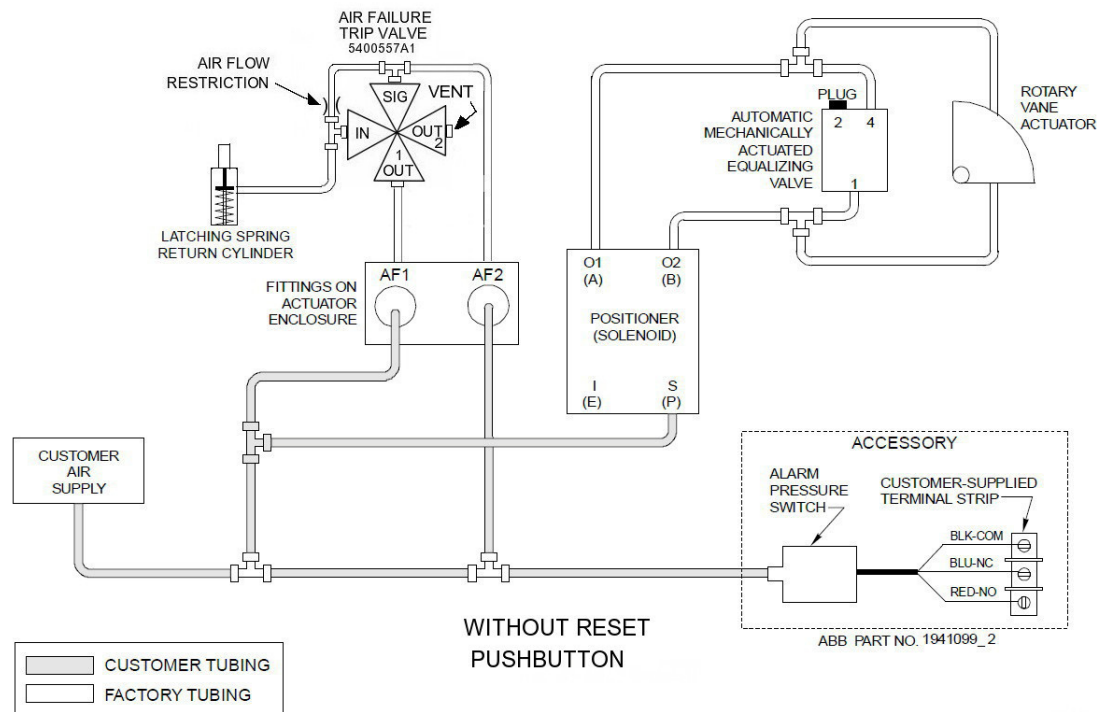 AIR FAILURE
TRIP VALVE
5400557A1
AIR FLOW
RESTRICTION
SIG
VENT
IN
OUT
2
1
OUT
LATCHING SPRING
RETURN CYLINDER
PLUG
2 4
1
AUTOMATIC
MECHANICALLY
ACTUATED
EQUALIZING
VALVE
ROTARY
VANE
ACTUATOR
AF1 AF2
FITTINGS ON
ACTUATOR
ENCLOSURE
O1 O2
(A) (B)
POSITIONER
(SOLENOID)
I S
(E) (P)
CUSTOMER
AIR
SUPPLY
ACCESSORY
ALARM
PRESSURE
SWITCH
CUSTOMER-SUPPLIED
TERMINAL STRIP
BLK-COM
BLU-NC
RED-NO
ABB PART NO. 1941099_2
WITHOUT RESET
PUSHBUTTON
CUSTOMER TUBING
FACTORY TUBING